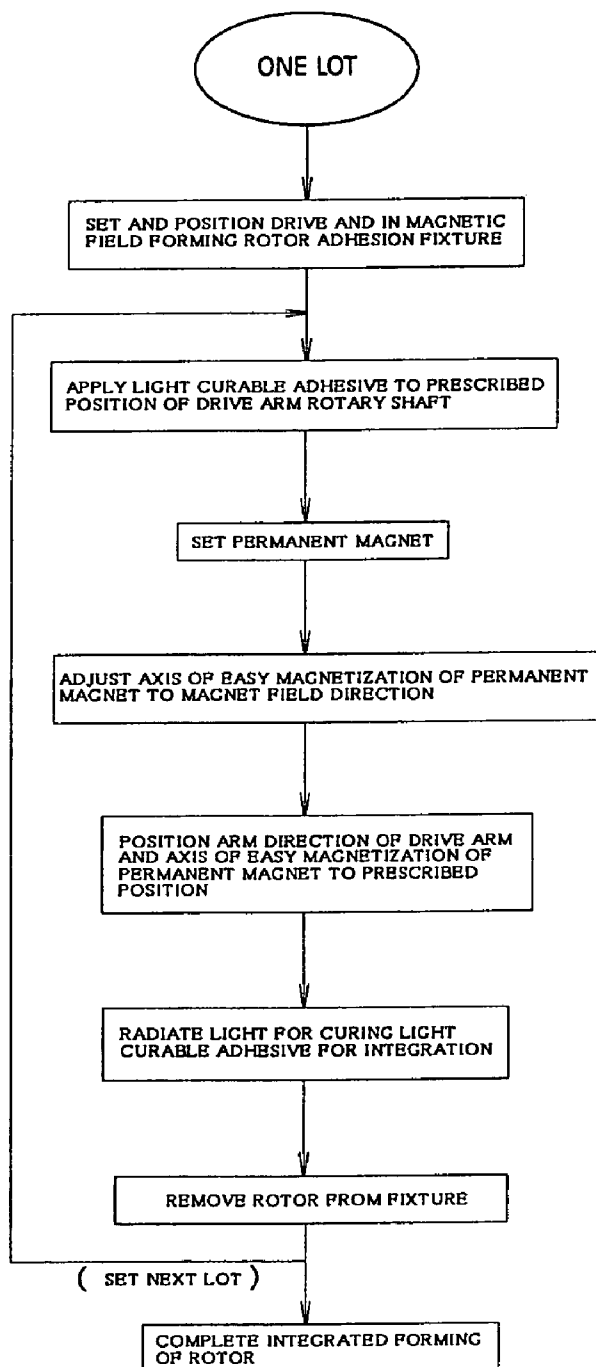 ONE LOT
SET AND POSITION DRIVE AND IN MAGNETIC
FIELD FORMING ROTOR ADHESION FIXTURE
APPLY LIGHT CURABLE ADHESIVE TO PRESCRIBED
POSITION OF DRIVE ARM ROTARY SHAFT
SET PERMANENT MAGNET
ADJUST AXIS OF EASY MAGNETIZATION OF PERMANENT
MAGNET TO MAGNET FIELD DIRECTION
POSITION ARM DIRECTION OF DRIVE ARM
AND AXIS OF EASY MAGNETIZATION OF
PERMANENT MAGNET TO PRESCRIBED
POSITION
RADIATE LIGHT FOR CURING LIGHT
CURABLE ADHESIVE FOR INTEGRATION
REMOVE ROTOR FROM FIXTURE
( SET NEXT LOT )
COMPLETE INTEGRATED FORMING
OF ROTOR